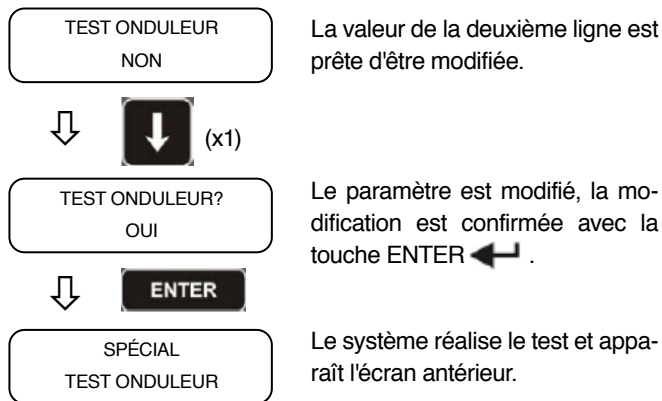 TEST ONDULEUR
NON
La valeur de la deuxième ligne est
prête d'être modifiée.
(x1)
TEST ONDULEUR?
OUI
Le paramètre est modifié, la mo-
dification est confirmée avec la
touche ENTER .
ENTER
SPÉCIAL
TEST ONDULEUR
Le système réalise le test et appa-
raît l'écran antérieur.